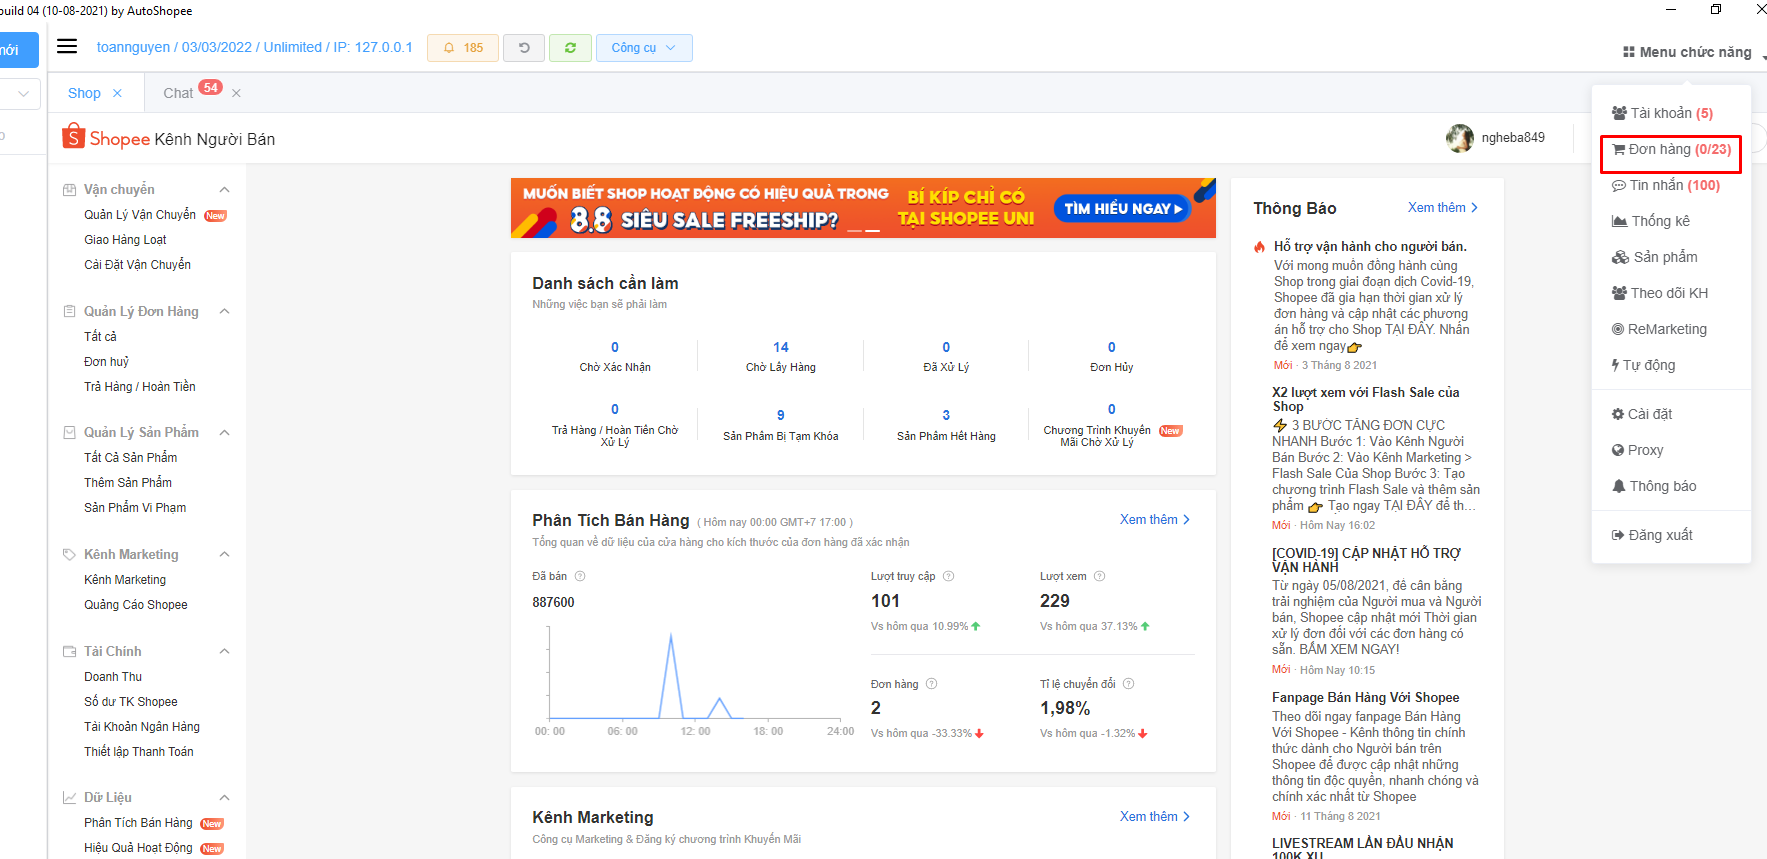 build 04 (10-08-2021) by AutoShopee
mới
toannguyen / 03/03/2022 / Unlimited / IP: 127.0.0.1
185
Công cụ
Menu chức năng
Shop
Chat 54
Shopee Kênh Người Bán
ngheba849
Tài khoản (5)
Đơn hàng (0/23)
Tin nhắn (100)
Thống kê
Sản phẩm
Theo dõi KH
ReMarketing
Tự động
Cài đặt
Proxy
Thông báo
Đăng xuất
Vận chuyển
Quản Lý Vận Chuyển New
Giao Hàng Loạt
Cài Đặt Vận Chuyển
Quản Lý Đơn Hàng
Tất cả
Đơn huỷ
Trả Hàng / Hoàn Tiền
Quản Lý Sản Phẩm
Tất Cả Sản Phẩm
Thêm Sản Phẩm
Sản Phẩm Vi Phạm
Kênh Marketing
Kênh Marketing
Quảng Cáo Shopee
Tài Chính
Doanh Thu
Số dư TK Shopee
Tài Khoản Ngân Hàng
Thiết lập Thanh Toán
Dữ Liệu
Phân Tích Bán Hàng New
Hiệu Quả Hoạt Động New
MUỐN BIẾT SHOP HOẠT ĐỘNG CÓ HIỆU QUẢ TRONG
8.8 SIÊU SALE FREESHIP?
BÍ KÍP CHỈ CÓ
TẠI SHOPEE UNI
TÌM HIỂU NGAY
Danh sách cần làm
Những việc bạn sẽ phải làm
0
Chờ Xác Nhận
14
Chờ Lấy Hàng
0
Đã Xử Lý
0
Đơn Hủy
0
Trả Hàng / Hoàn Tiền Chờ
Xử Lý
9
Sản Phẩm Bị Tạm Khóa
3
Sản Phẩm Hết Hàng
0
Chương Trình Khuyến
Mãi Chờ Xử Lý
New
Phân Tích Bán Hàng ( Hôm nay 00:00 GMT+7 17:00 )
Xem thêm
Tổng quan về dữ liệu của cửa hàng cho kích thước của đơn hàng đã xác nhận
Đã bán
887600
00: 00 06: 00 12: 00 18: 00 24:00
Lượt truy cập
101
Vs hôm qua 10.99%
Lượt xem
229
Vs hôm qua 37.13%
Đơn hàng
2
Vs hôm qua -33.33%
Tỉ lệ chuyển đổi
1,98%
Vs hôm qua -1.32%
Kênh Marketing
Xem thêm
Công cụ Marketing & Đăng ký chương trình Khuyến Mãi
Thông Báo
Xem thêm
Hỗ trợ vận hành cho người bán.
Với mong muốn đồng hành cùng
Shop trong giai đoạn dịch Covid-19,
Shopee đã gia hạn thời gian xử lý
đơn hàng và cập nhật các phương
án hỗ trợ cho Shop TẠI ĐÂY. Nhấn
để xem ngay👉
Mới · 3 Tháng 8 2021
X2 lượt xem với Flash Sale của
Shop
⚡ 3 BƯỚC TĂNG ĐƠN CỰC
NHANH Bước 1: Vào Kênh Người
Bán Bước 2: Vào Kênh Marketing >
Flash Sale Của Shop Bước 3: Tạo
chương trình Flash Sale và thêm sản
phẩm 👉 Tạo ngay TẠI ĐÂY để th...
Mới · Hôm Nay 16:02
[COVID-19] CẬP NHẬT HỖ TRỢ
VẬN HÀNH
Từ ngày 05/08/2021, để cân bằng
trải nghiệm của Người mua và Người
bán, Shopee cập nhật mới Thời gian
xử lý đơn đối với các đơn hàng có
sẵn. BẤM XEM NGAY!
Mới · Hôm Nay 10:15
Fanpage Bán Hàng Với Shopee
Theo dõi ngay fanpage Bán Hàng
Với Shopee - Kênh thông tin chính
thức dành cho Người bán trên
Shopee để được cập nhật những
thông tin độc quyền, nhanh chóng và
chính xác nhất từ Shopee
Mới · 11 Tháng 8 2021
LIVESTREAM LẦN ĐẦU NHẬN
100K XU